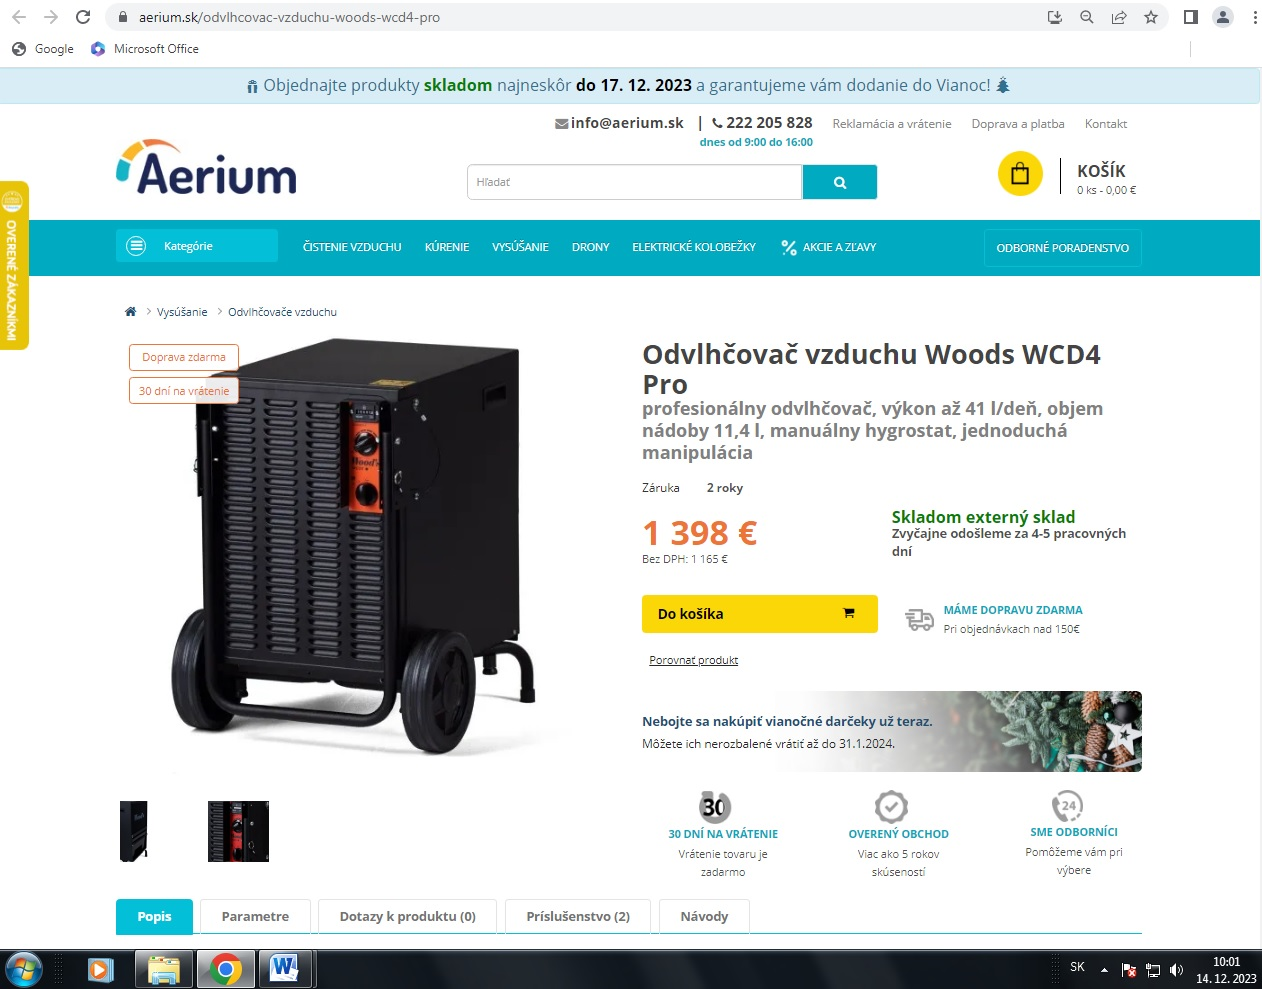 aerium.sk/odvlhcovac-vzduchu-woods-wcd4-pro
Google
Microsoft Office
Objednajte produkty skladom najneskôr do 17. 12. 2023 a garantujeme vám dodanie do Vianoc!
info@aerium.sk | 222 205 828
Reklamácia a vrátenie
Doprava a platba
Kontakt
dnes od 9:00 do 16:00
Aerium
Hľadať
KOŠÍK
0 ks - 0,00 €
OVERENÉ ZÁKAZNÍKMI
Kategórie
ČISTENIE VZDUCHU
KÚRENIE
VYSÚŠANIE
DRONY
ELEKTRICKÉ KOLOBEŽKY
AKCIE A ZĽAVY
ODBORNÉ PORADENSTVO
Vysúšanie
Odvlhčovače vzduchu
Doprava zdarma
30 dní na vrátenie
Woods
Odvlhčovač vzduchu Woods WCD4
Pro
profesionálny odvlhčovač, výkon až 41 l/deň, objem
nádoby 11,4 l, manuálny hygrostat, jednoduchá
manipulácia
Záruka 2 roky
1 398 €
Bez DPH: 1 165 €
Skladom externý sklad
Zvyčajne odošleme za 4-5 pracovných
dní
Do košíka
MÁME DOPRAVU ZDARMA
Pri objednávkach nad 150€
Porovnať produkt
Nebojte sa nakúpiť vianočné darčeky už teraz.
Môžete ich nerozbalené vrátiť až do 31.1.2024.
30
30 DNÍ NA VRÁTENIE
Vrátenie tovaru je
zadarmo
OVERENÝ OBCHOD
Viac ako 5 rokov
skúseností
24
SME ODBORNÍCI
Pomôžeme vám pri
výbere
Popis
Parametre
Dotazy k produktu (0)
Príslušenstvo (2)
Návody
SK
10:01
14. 12. 2023